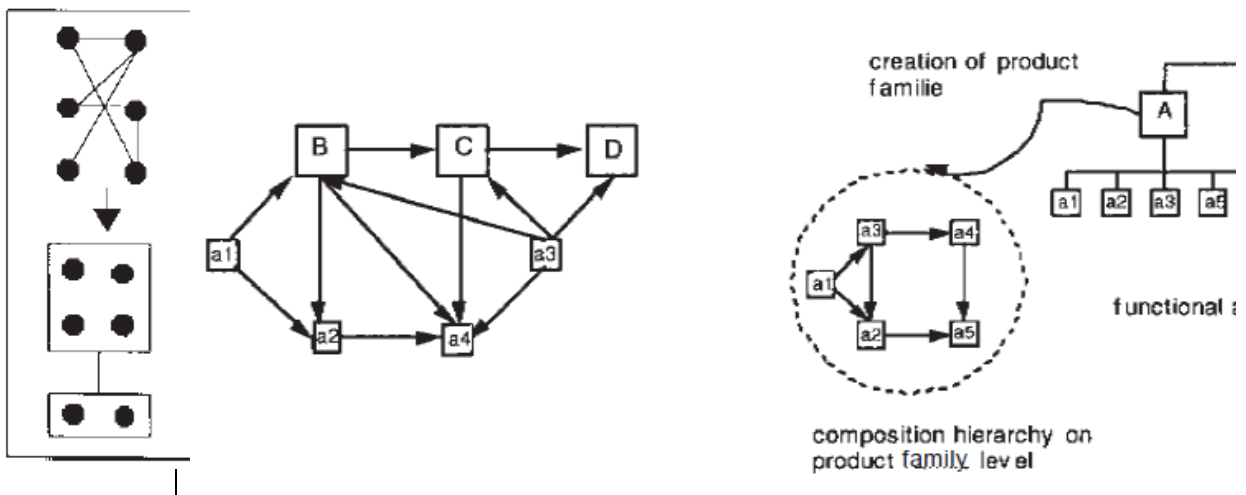 B
C
D
a1
a3
a2
a4
creation of product
familie
A
a1
a2
a3
a5
a3
a4
a1
a2
a5
functional a
composition hierarchy on
product family level